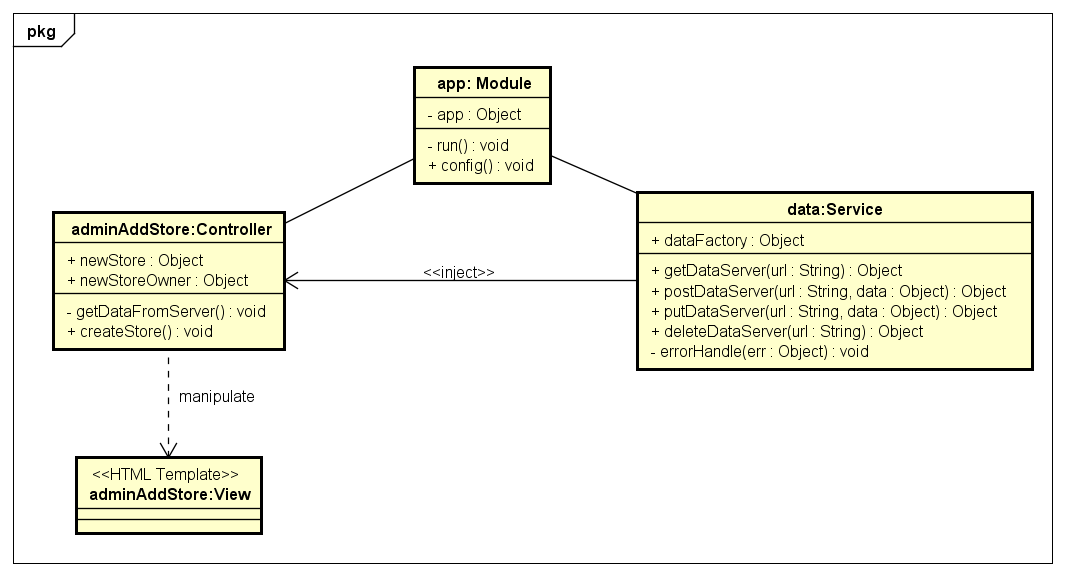 pkg
app: Module
- app : Object
- run() : void
+ config() : void
adminAddStore:Controller
+ newStore : Object
+ newStoreOwner : Object
- getDataFromServer() : void
+ createStore() : void
data:Service
+ dataFactory : Object
+ getDataServer(url : String) : Object
+ postDataServer(url : String, data : Object) : Object
+ putDataServer(url : String, data : Object) : Object
+ deleteDataServer(url : String) : Object
- errorHandle(err : Object) : void
<<inject>>
manipulate
<<HTML Template>>
adminAddStore:View